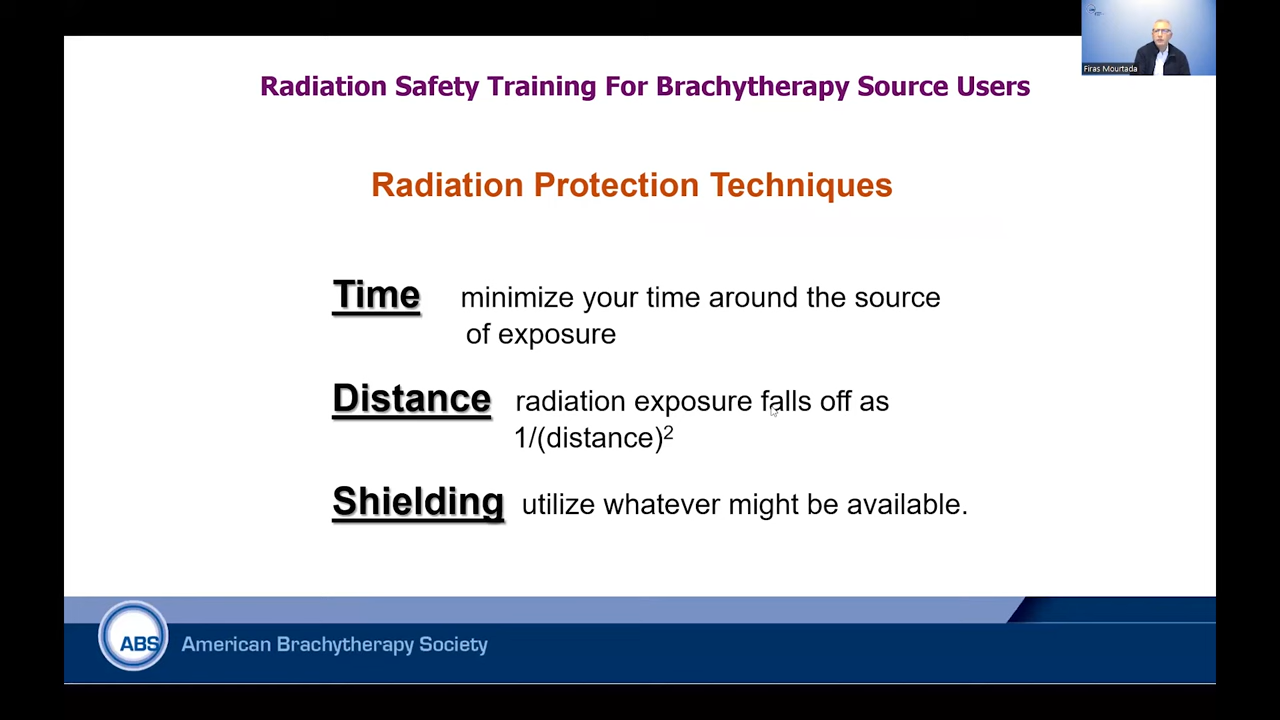 Firas Mourtada
Radiation Safety Training For Brachytherapy Source Users
Radiation Protection Techniques
Time minimize your time around the source
of exposure
Distance radiation exposure falls off as
1/(distance)²
Shielding utilize whatever might be available.
ABS American Brachytherapy Society